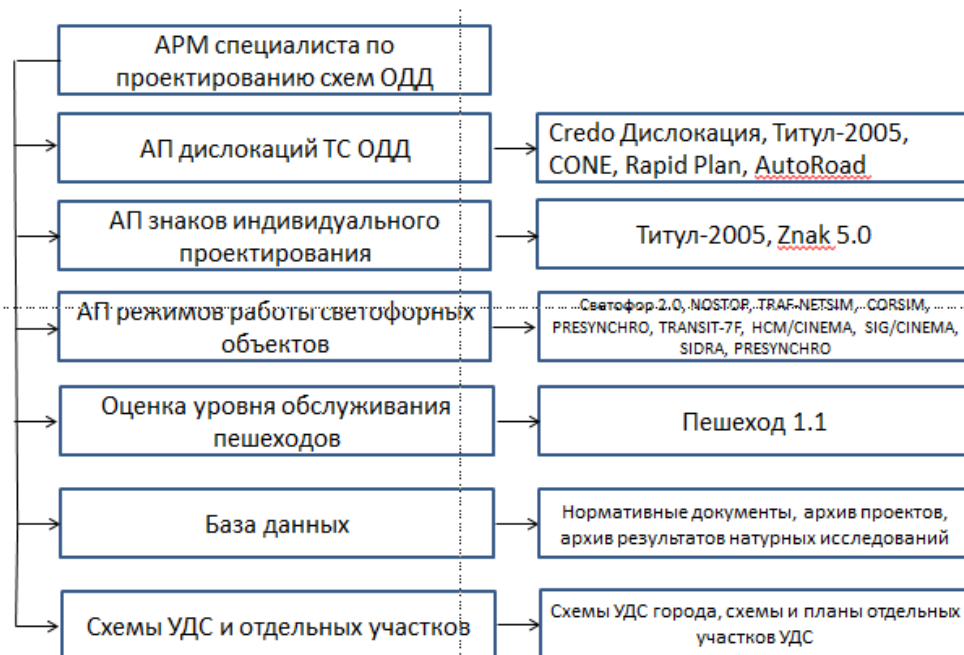 АРМ специалиста по
проектированию схем ОДД
АП дислокаций ТС ОДД
Credo Дислокация, Титул-2005,
CONE, Rapid Plan, AutoRoad
АП знаков индивидуального
проектирования
Титул-2005, Znak 5.0
АП режимов работы светофорных
объектов
Светофор 2.0, NOSTOP, TRAF-NETSIM, CORSIM,
PRESYNCHRO, TRANSIT-7F, HCM/CINEMA, SIG/CINEMA,
SIDRA, PRESYNCHRO
Оценка уровня обслуживания
пешеходов
Пешеход 1.1
База данных
Нормативные документы, архив проектов,
архив результатов натурных исследований
Схемы УДС и отдельных участков
Схемы УДС города, схемы и планы отдельных
участков УДС